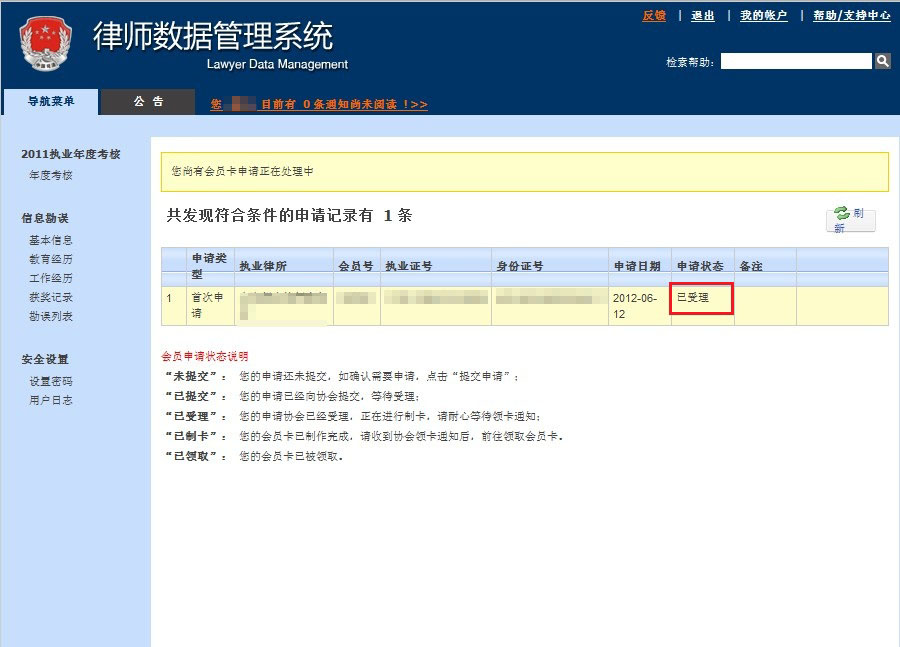 反馈 | 退出 | 我的帐户 | 帮助/支持中心
律师数据管理系统
Lawyer Data Management
检索帮助:
导航菜单
公 告
您 目前有 0条通知尚未阅读 !>>
2011执业年度考核
年度考核
信息勘误
基本信息
教育经历
工作经历
获奖记录
勘误列表
安全设置
设置密码
用户日志
您尚有会员卡申请正在处理中
共发现符合条件的申请记录有 1 条
刷
新
申请类
型
执业律所 会员号 执业证号 身份证号 申请日期 申请状态 备注
1 首次申 2012-06- 已受理
请 12
会员申请状态说明
“未提交”: 您的申请还未提交，如确认需要申请，点击“提交申请”;
“已提交”: 您的申请已经向协会提交，等待受理;
“已受理”: 您的申请协会已经受理，正在进行制卡，请耐心等待领卡通知;
“已制卡”: 您的会员卡已制作完成，请收到协会领卡通知后，前往领取会员卡。
“已领取”: 您的会员卡已被领取。